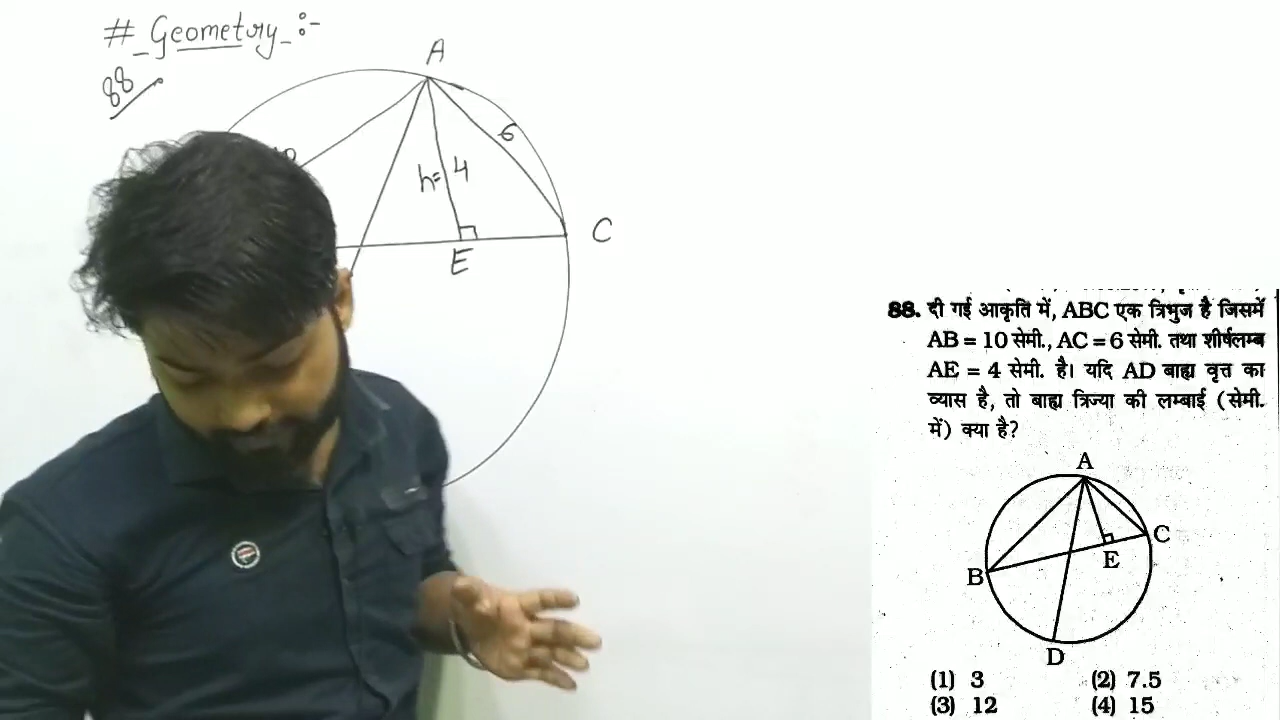 # Geometry :-
88
A
6
h= 4
C
E
88. दी गई आकृति में, ABC एक त्रिभुज है जिसमें
AB = 10 सेमी., AC = 6 सेमी. तथा शीर्षलम्ब
AE = 4 सेमी. है। यदि AD बाह्य वृत्त का
व्यास है, तो बाह्य त्रिज्या की लम्बाई (सेमी.
में) क्या है?
A
C
E
B
D
(1) 3 (2) 7.5
(3) 12 (4) 15